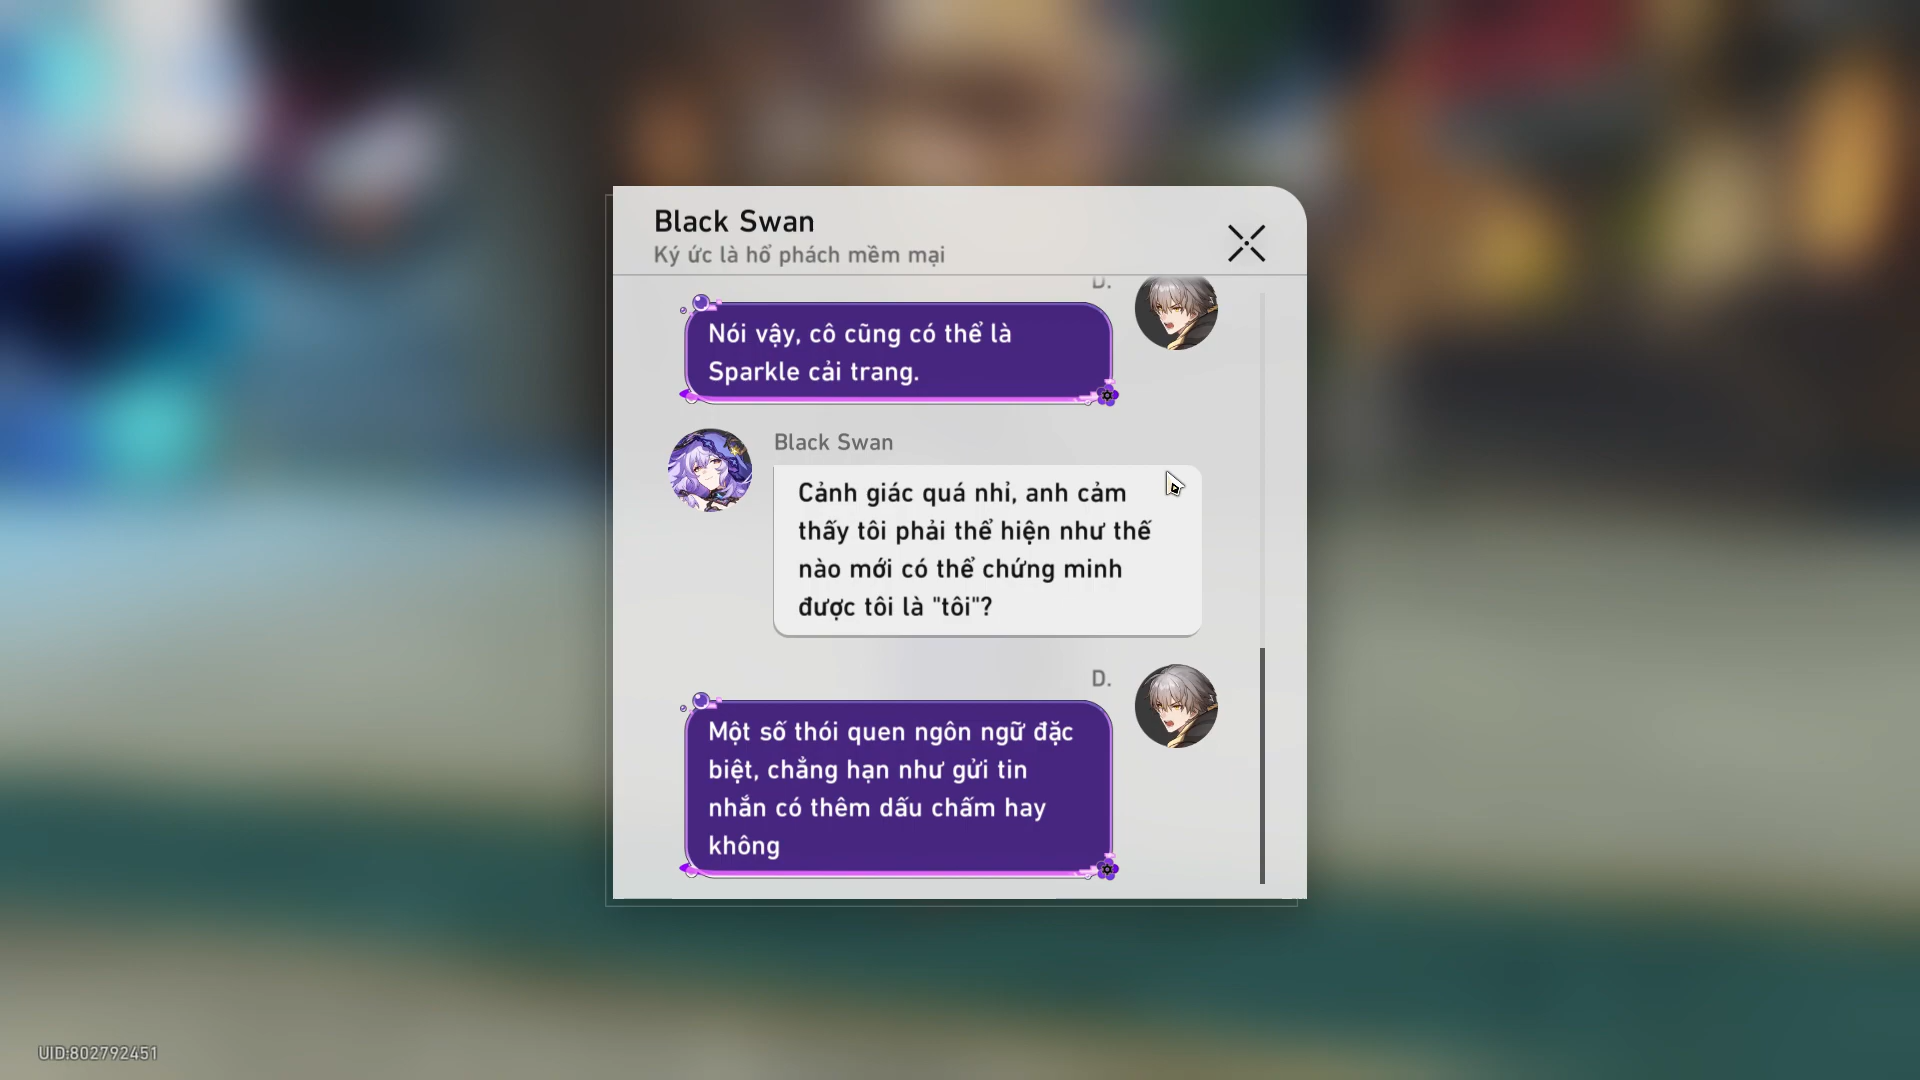 Black Swan
Ký ức là hổ phách mềm mại
D.
Nói vậy, cô cũng có thể là
Sparkle cải trang.
Black Swan
Cảnh giác quá nhỉ, anh cảm
thấy tôi phải thể hiện như thế
nào mới có thể chứng minh
được tôi là "tôi"?
D.
Một số thói quen ngôn ngữ đặc
biệt, chẳng hạn như gửi tin
nhắn có thêm dấu chấm hay
không
UID:802792451